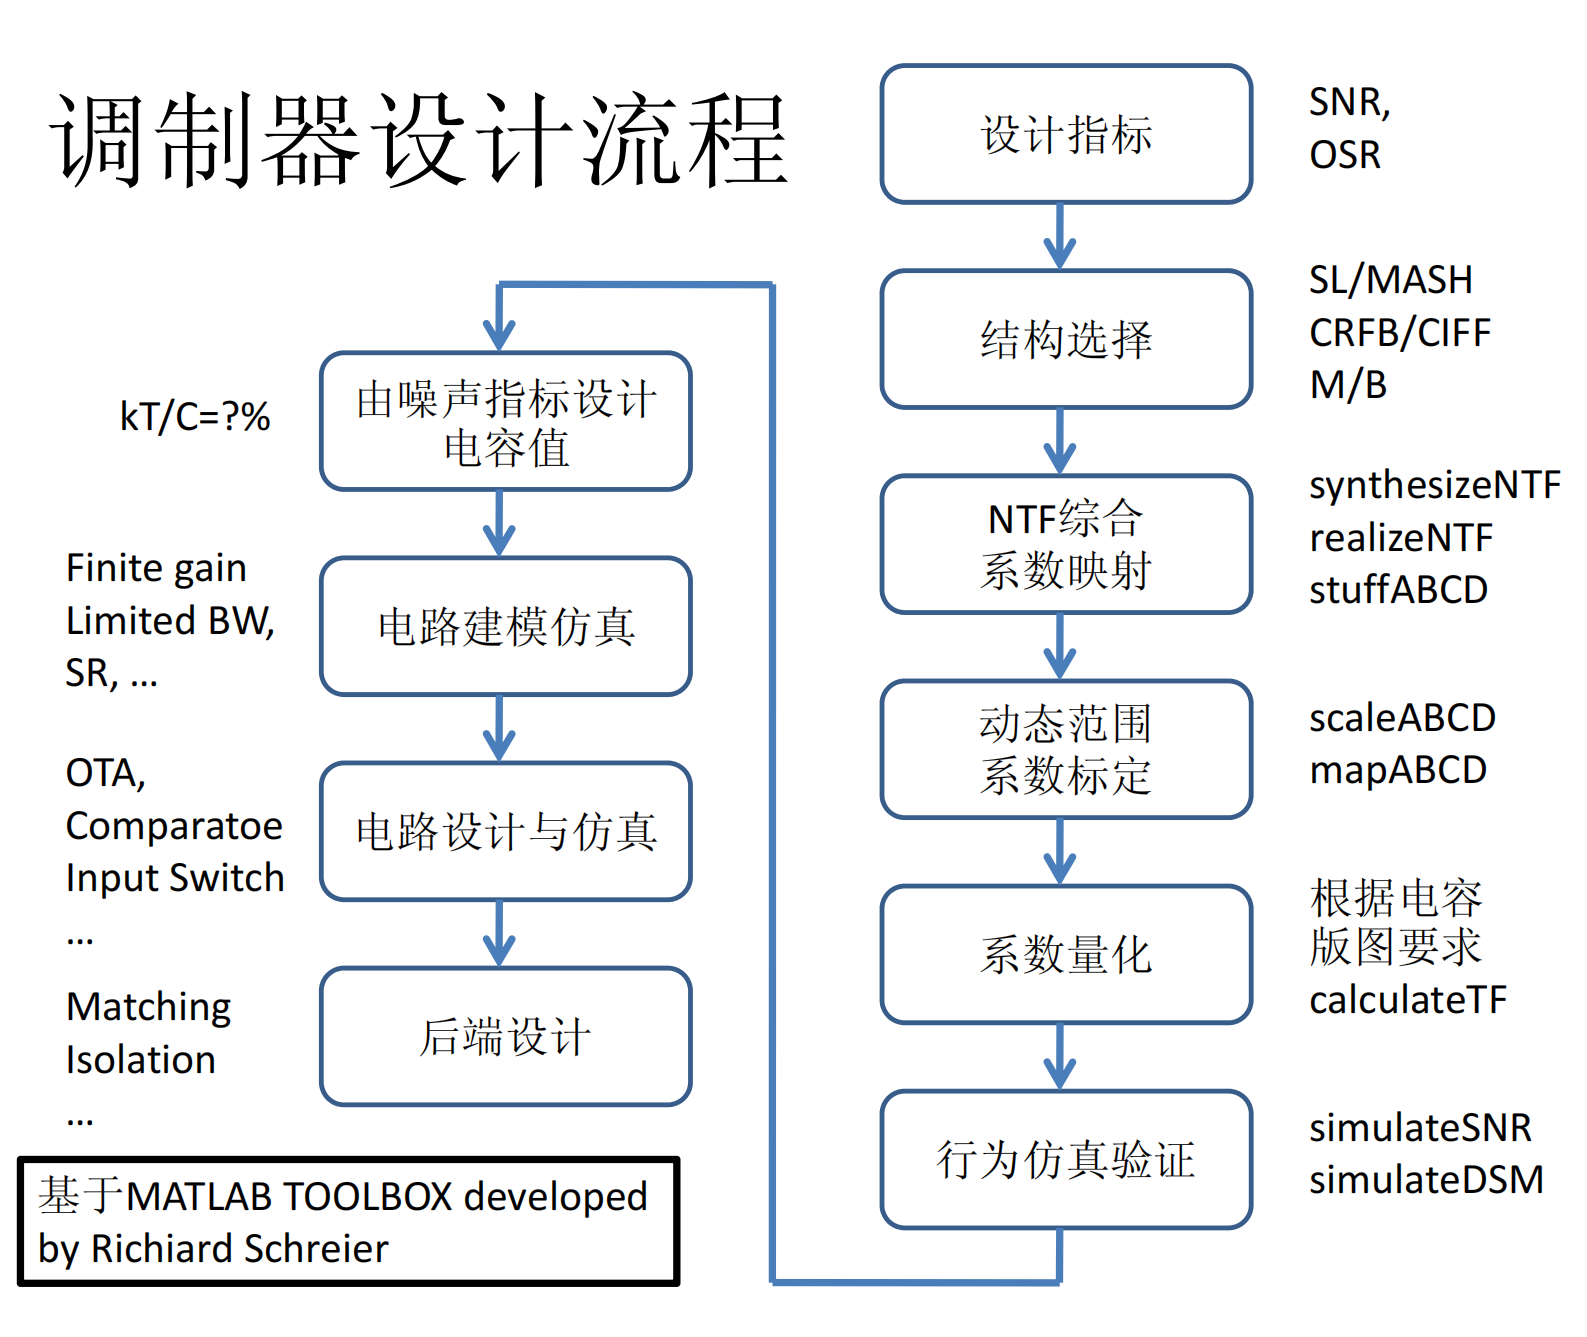 调制器设计流程
设计指标
SNR,
OSR
结构选择
SL/MASH
CRFB/CIFF
M/B
NTF综合
系数映射
synthesizeNTF
realizeNTF
stuffABCD
动态范围
系数标定
scaleABCD
mapABCD
系数量化
根据电容
版图要求
calculateTF
行为仿真验证
simulateSNR
simulateDSM
kT/C=?%
由噪声指标设计
电容值
Finite gain
Limited BW,
SR, ...
电路建模仿真
OTA,
Comparatoe
Input Switch
...
电路设计与仿真
Matching
Isolation
...
后端设计
基于MATLAB TOOLBOX developed
by Richiard Schreier